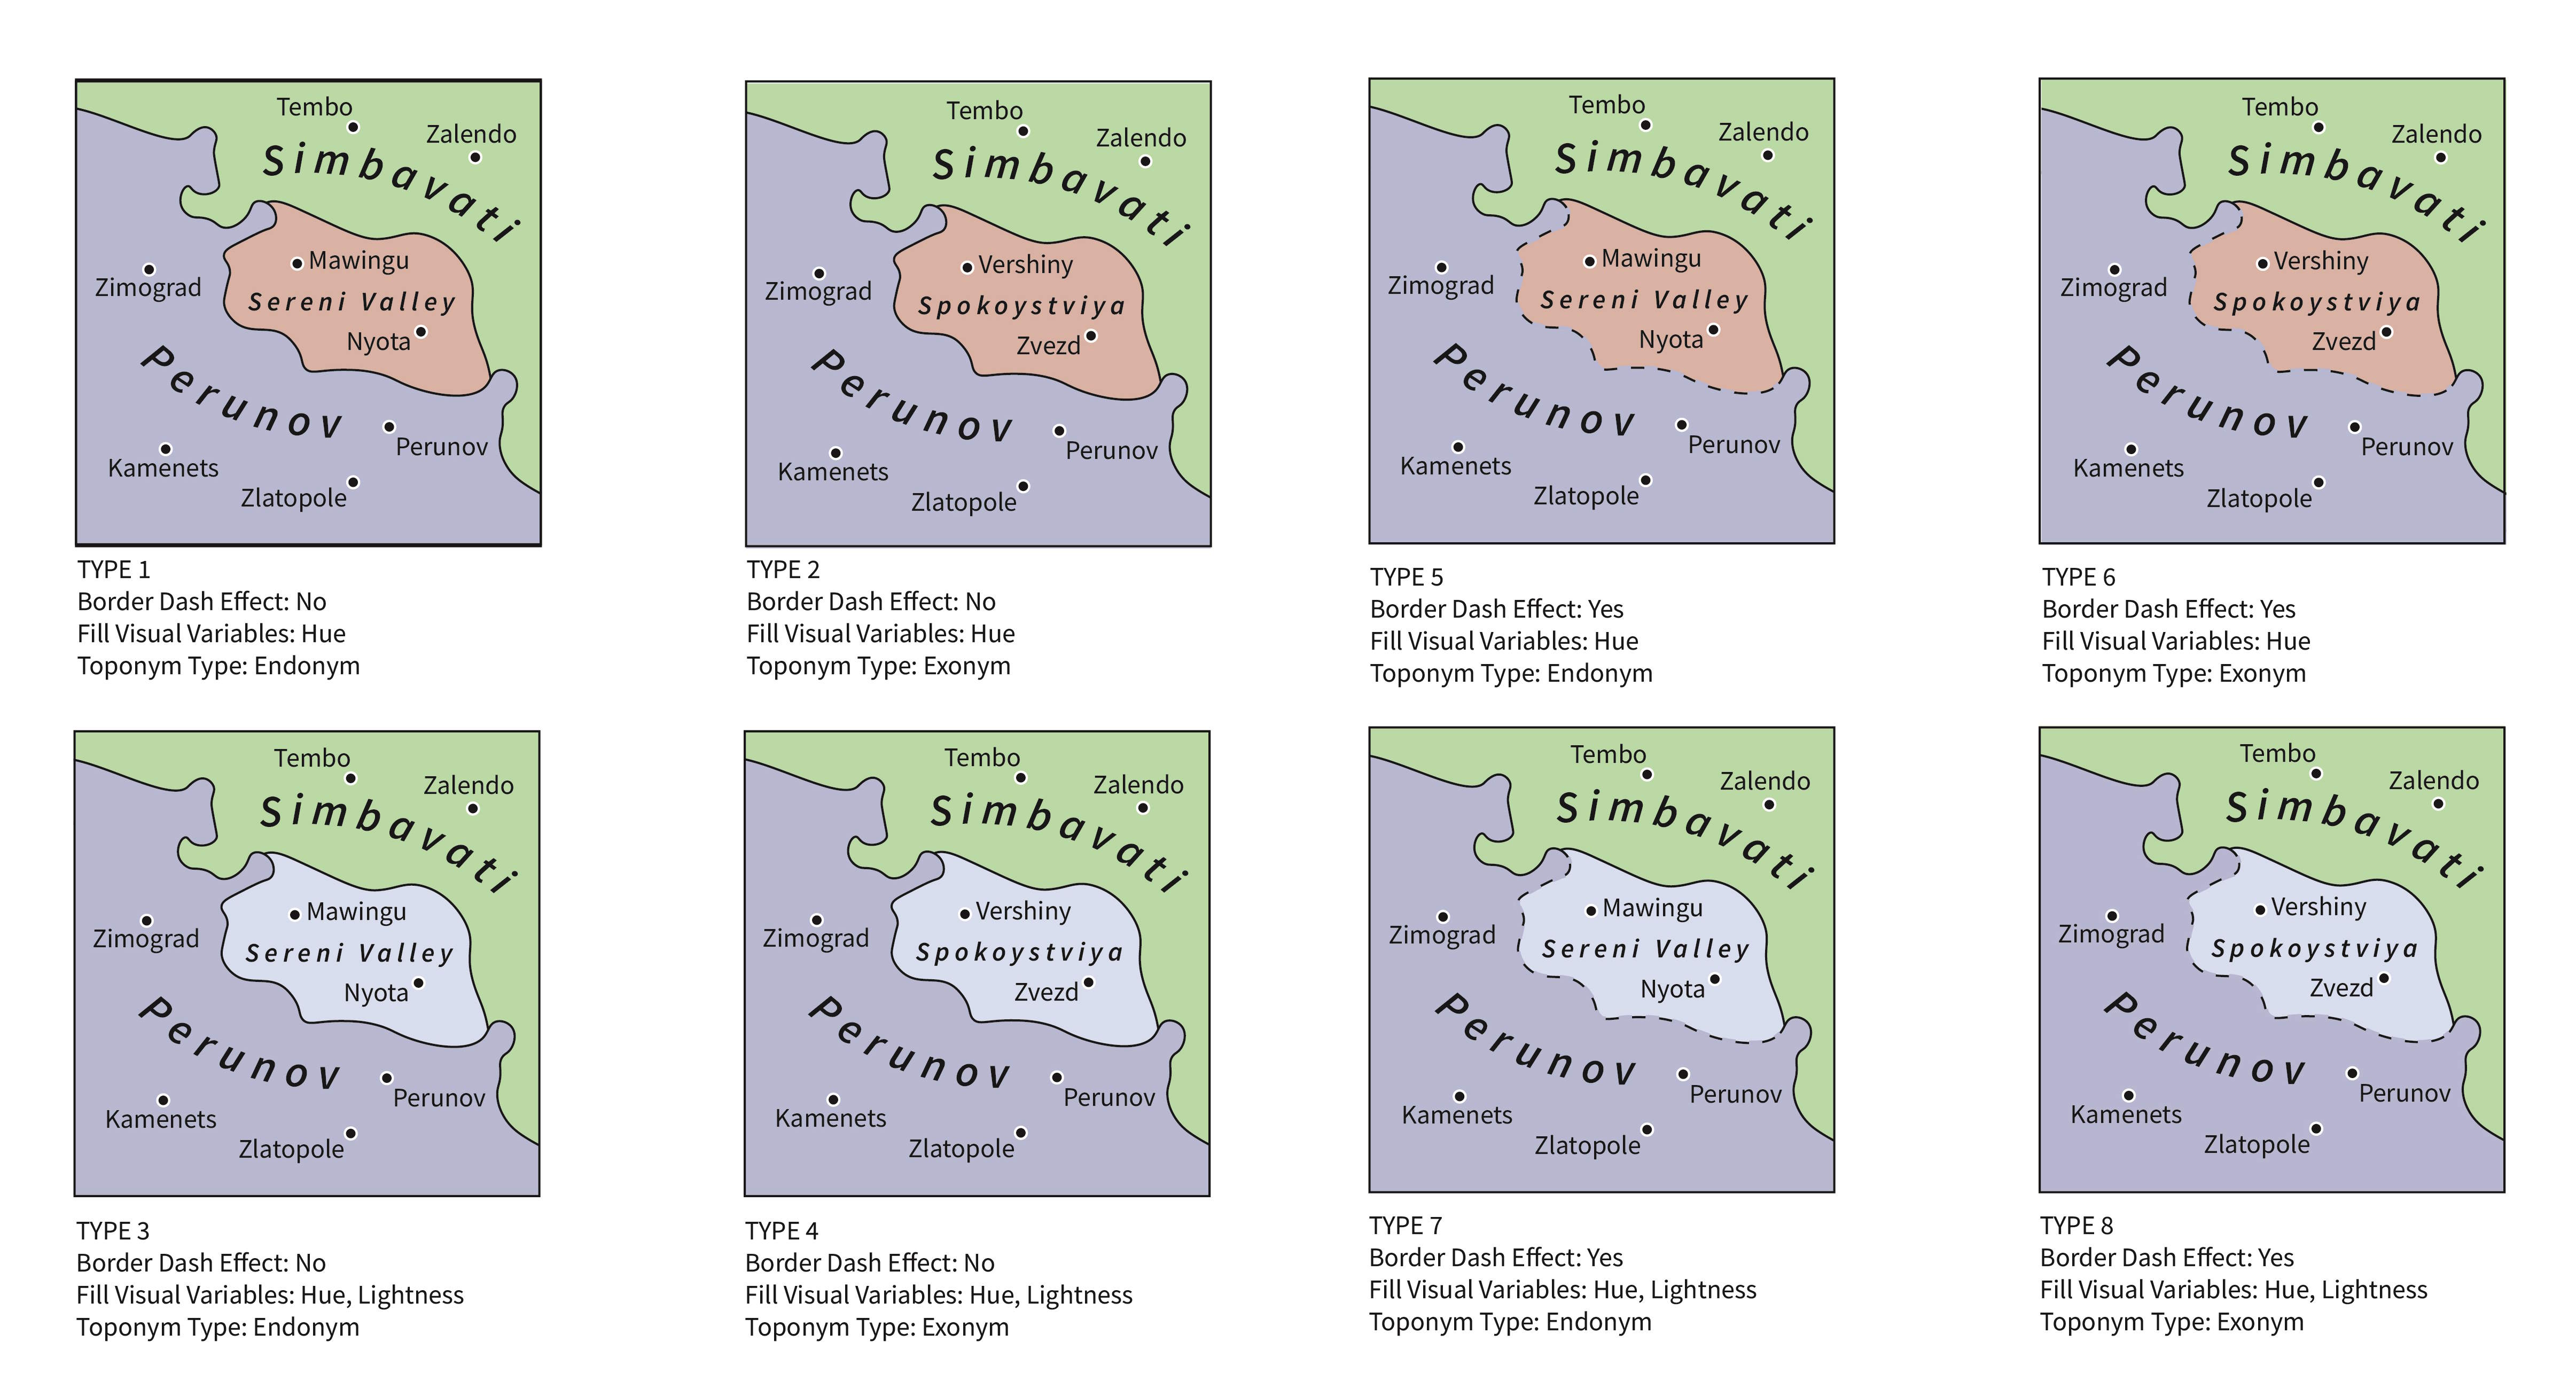 Tembo
Zalendo
Simbavati
Mawingu
Zimograd
Sereni Valley
Nyota
Perunov
Perunov
Kamenets
Zlatopole
TYPE 1
Border Dash Effect: No
Fill Visual Variables: Hue
Toponym Type: Endonym
Tembo
Zalendo
Simbavati
Vershiny
Zimograd
Spokoystviya
Zvezd
Perunov
Perunov
Kamenets
Zlatopole
TYPE 2
Border Dash Effect: No
Fill Visual Variables: Hue
Toponym Type: Exonym
Tembo
Zalendo
Simbavati
Mawingu
Zimograd
Sereni Valley
Nyota
Perunov
Perunov
Kamenets
Zlatopole
TYPE 5
Border Dash Effect: Yes
Fill Visual Variables: Hue
Toponym Type: Endonym
Tembo
Zalendo
Simbavati
Vershiny
Zimograd
Spokoystviya
Zvezd
Perunov
Perunov
Kamenets
Zlatopole
TYPE 6
Border Dash Effect: Yes
Fill Visual Variables: Hue
Toponym Type: Exonym
Tembo
Zalendo
Simbavati
Mawingu
Zimograd
Sereni Valley
Nyota
Perunov
Perunov
Kamenets
Zlatopole
TYPE 3
Border Dash Effect: No
Fill Visual Variables: Hue, Lightness
Toponym Type: Endonym
Tembo
Zalendo
Simbavati
Vershiny
Zimograd
Spokoystviya
Zvezd
Perunov
Perunov
Kamenets
Zlatopole
TYPE 4
Border Dash Effect: No
Fill Visual Variables: Hue, Lightness
Toponym Type: Exonym
Tembo
Zalendo
Simbavati
Mawingu
Zimograd
Sereni Valley
Nyota
Perunov
Perunov
Kamenets
Zlatopole
TYPE 7
Border Dash Effect: Yes
Fill Visual Variables: Hue, Lightness
Toponym Type: Endonym
Tembo
Zalendo
Simbavati
Vershiny
Zimograd
Spokoystviya
Zvezd
Perunov
Perunov
Kamenets
Zlatopole
TYPE 8
Border Dash Effect: Yes
Fill Visual Variables: Hue, Lightness
Toponym Type: Exonym